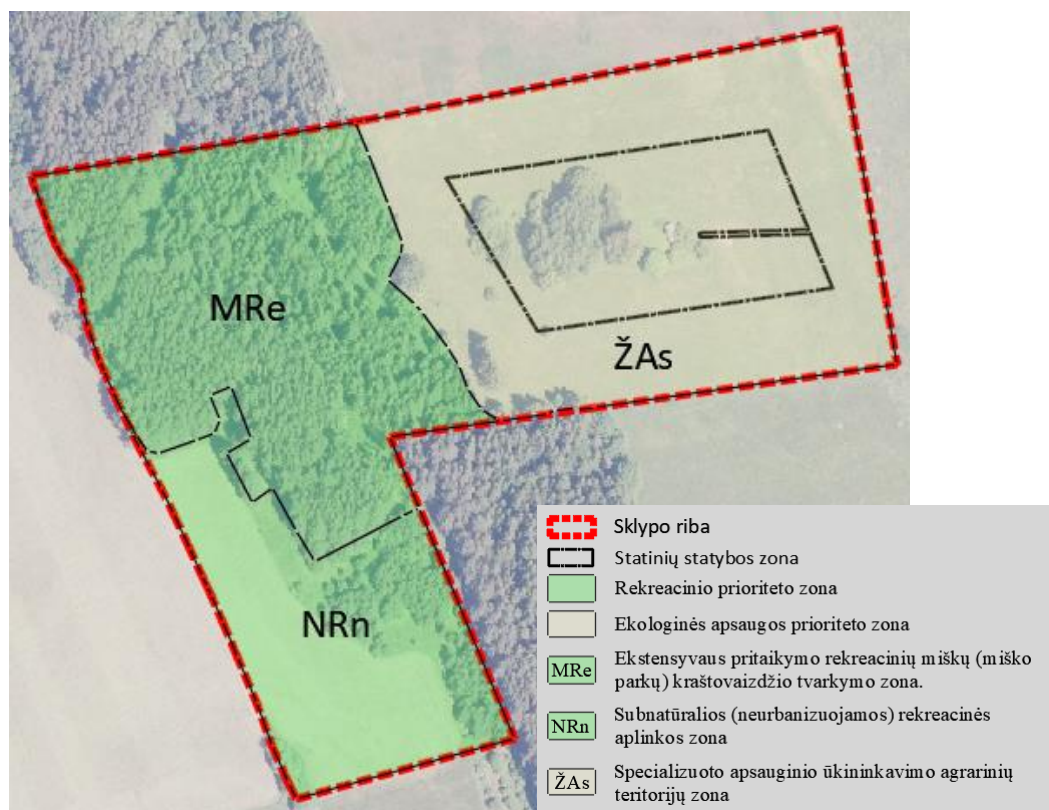 MRe
ŽAs
NRn
Sklypo riba
Statinių statybos zona
Rekreacinio prioriteto zona
Ekologinės apsaugos prioriteto zona
MRe
Ekstensyvaus pritaikymo rekreacinių miškų (miško
parkų) kraštovaizdžio tvarkymo zona.
NRn
Subnatūralios (neurbanizuojamos) rekreacinės
aplinkos zona
ŽAs
Specializuoto apsauginio ūkininkavimo agrarinių
teritorijų zona